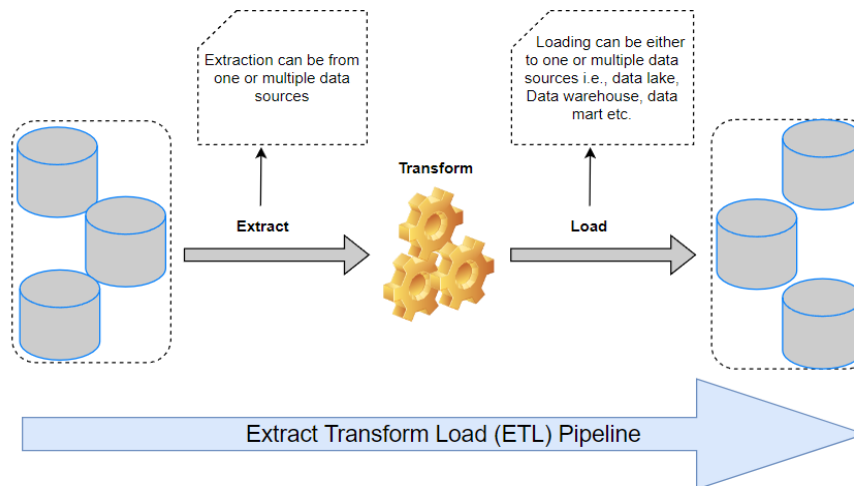 Extraction can be from
one or multiple data
sources
Loading can be either
to one or multiple data
sources i.e., data lake,
Data warehouse, data
mart etc.
Transform
Extract
Load
Extract Transform Load (ETL) Pipeline